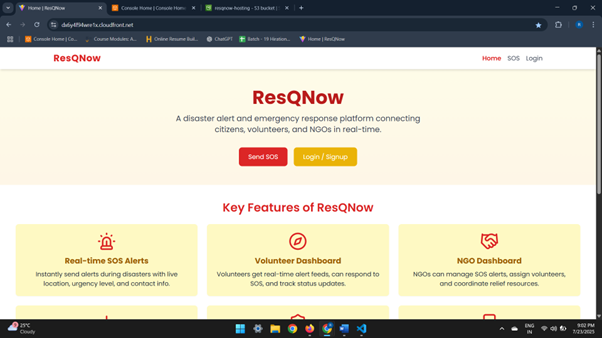 Home | ResQNow
Console Home | Console Home
resqnow-hosting - S3 bucket |
dx6y4f94wnr1x.cloudfront.net
Console Home | Co...
Course Modules: A...
Online Resume Buil...
ChatGPT
Batch - 19 Hiration...
Home | ResQNow
ResQNow
Home SOS Login
ResQNow
A disaster alert and emergency response platform connecting
citizens, volunteers, and NGOs in real-time.
Send SOS
Login / Signup
Key Features of ResQNow
Real-time SOS Alerts
Instantly send alerts during disasters with live
location, urgency level, and contact info.
Volunteer Dashboard
Volunteers get real-time alert feeds, can respond to
SOS, and track status updates.
NGO Dashboard
NGOs can manage SOS alerts, assign volunteers,
and coordinate relief resources.
25°C
Cloudy
ENG
IN
9:02 PM
7/23/2025